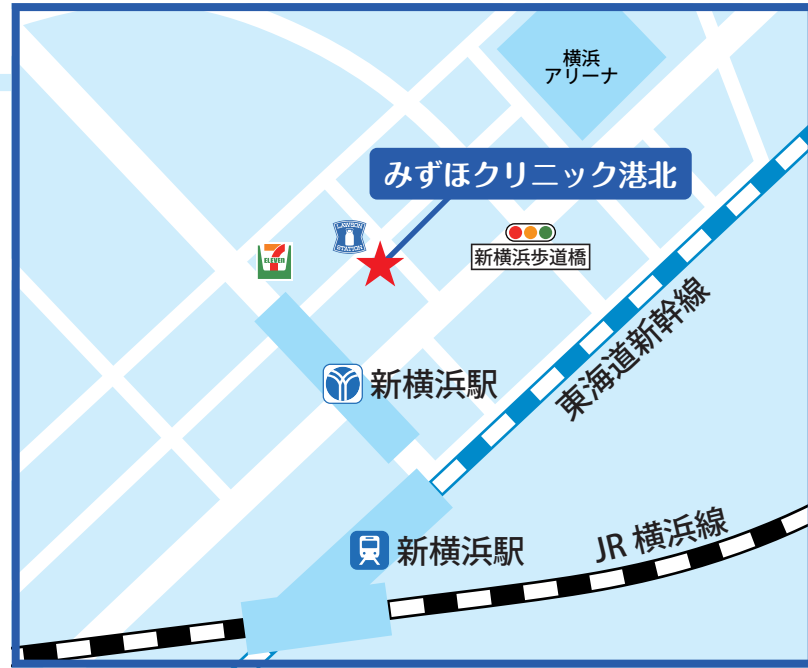 横浜
アリーナ
みずほクリニック港北
LAWSON
STATION
7
ELEVEN
新横浜歩道橋
新横浜駅
東海道新幹線
新横浜駅
JR 横浜線